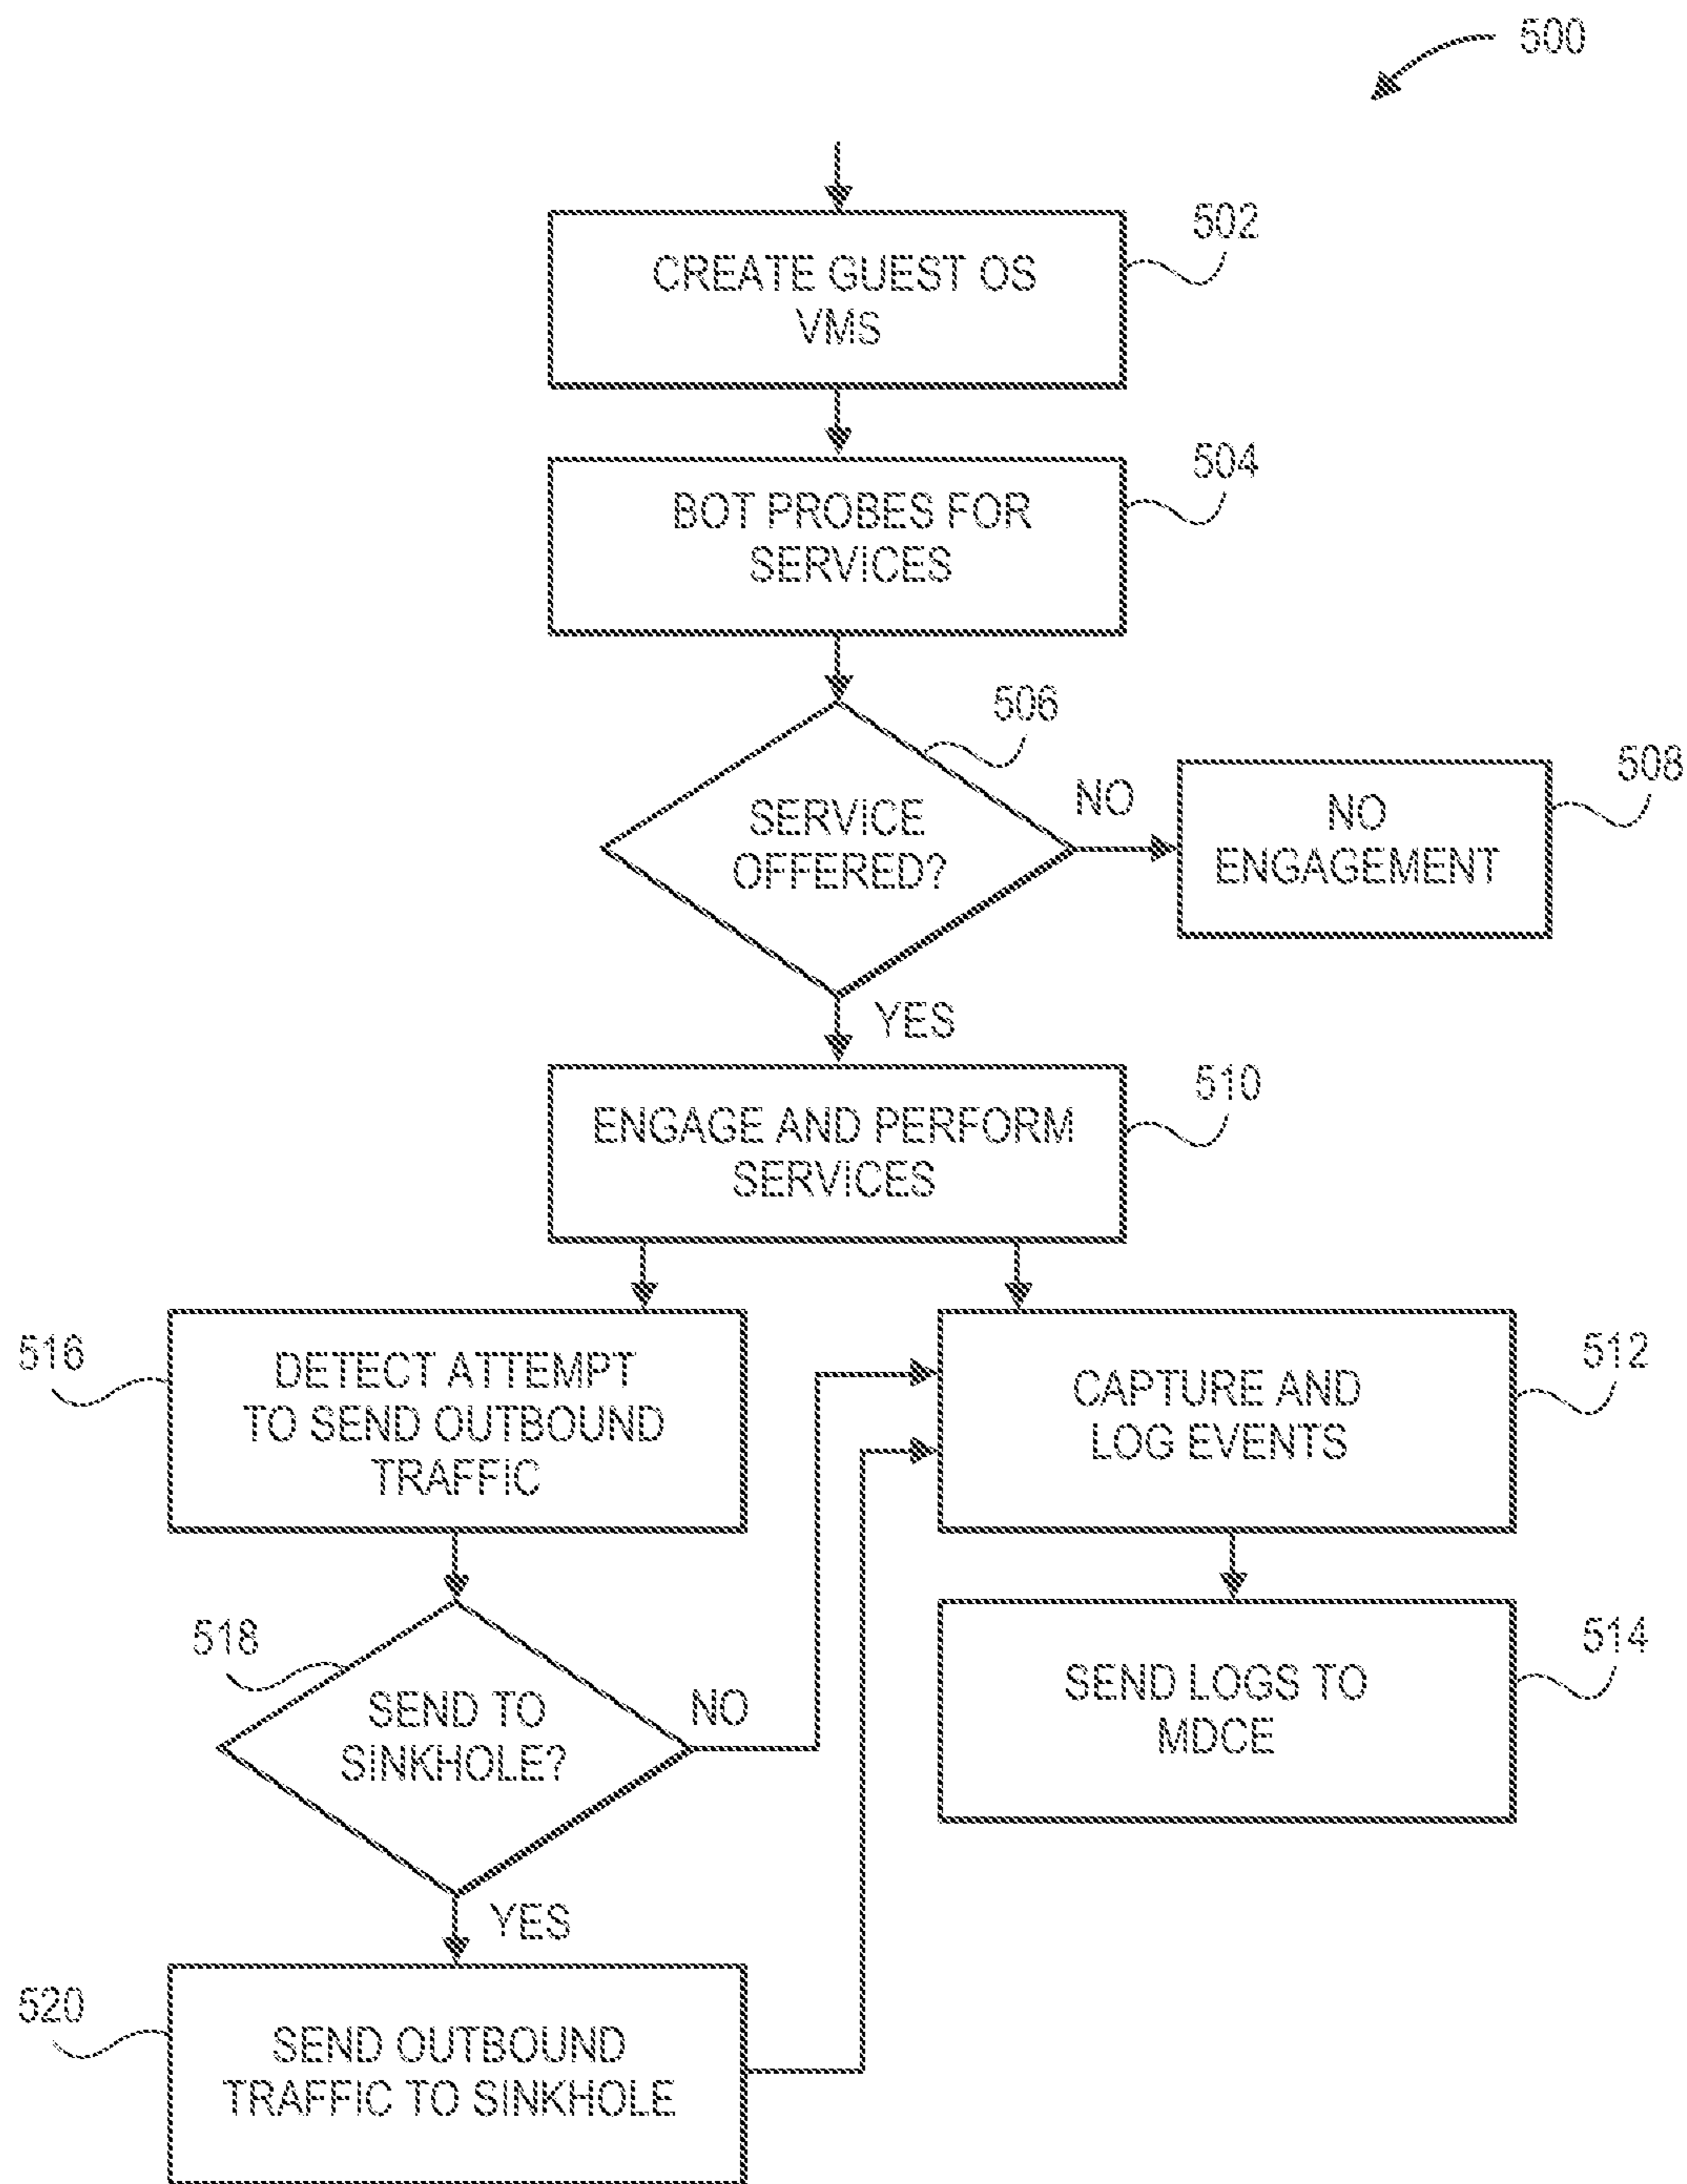 500
502
CREATE GUEST OS
VMS
504
BOT PROBES FOR
SERVICES
506
SERVICE
OFFERED?
NO
508
NO
ENGAGEMENT
YES
510
ENGAGE AND PERFORM
SERVICES
516
DETECT ATTEMPT
TO SEND OUTBOUND
TRAFFIC
512
CAPTURE AND
LOG EVENTS
518
SEND TO
SINKHOLE?
NO
514
SEND LOGS TO
MDCE
YES
520
SEND OUTBOUND
TRAFFIC TO SINKHOLE